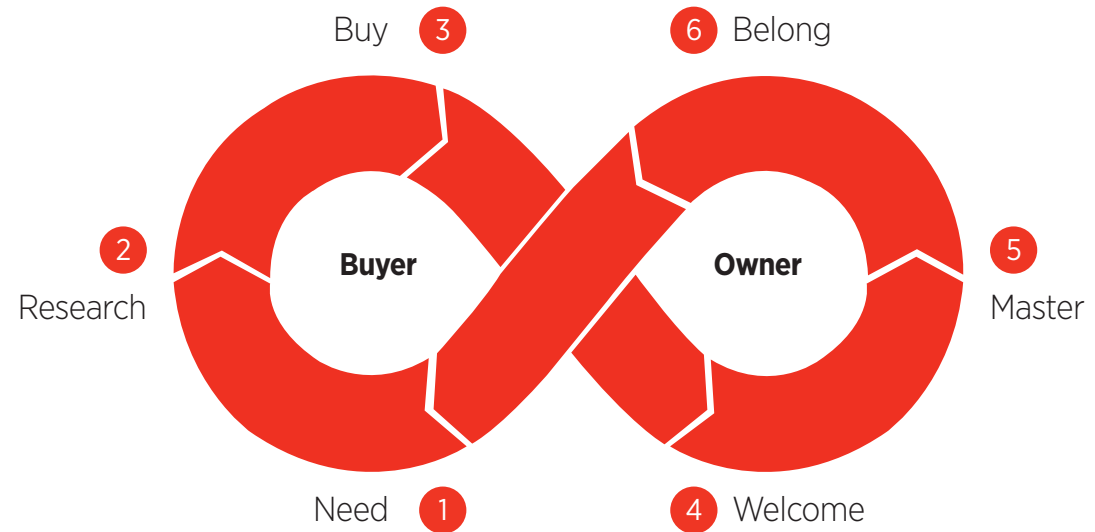 Buy 3
6 Belong
2
Research
Buyer
Owner
5
Master
Need 1
4 Welcome